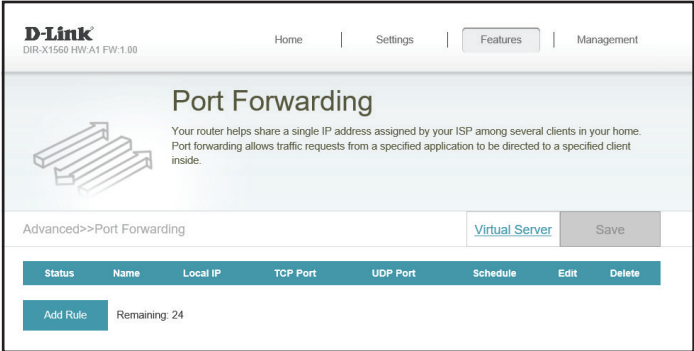 D-Link
DIR-X1560 HW:A1 FW:1.00
Home | Settings | Features | Management
Port Forwarding
Your router helps share a single IP address assigned by your ISP among several clients in your home.
Port forwarding allows traffic requests from a specified application to be directed to a specified client
inside.
Advanced>>Port Forwarding
Virtual Server
Save
Status Name Local IP TCP Port UDP Port Schedule Edit Delete
Add Rule Remaining: 24